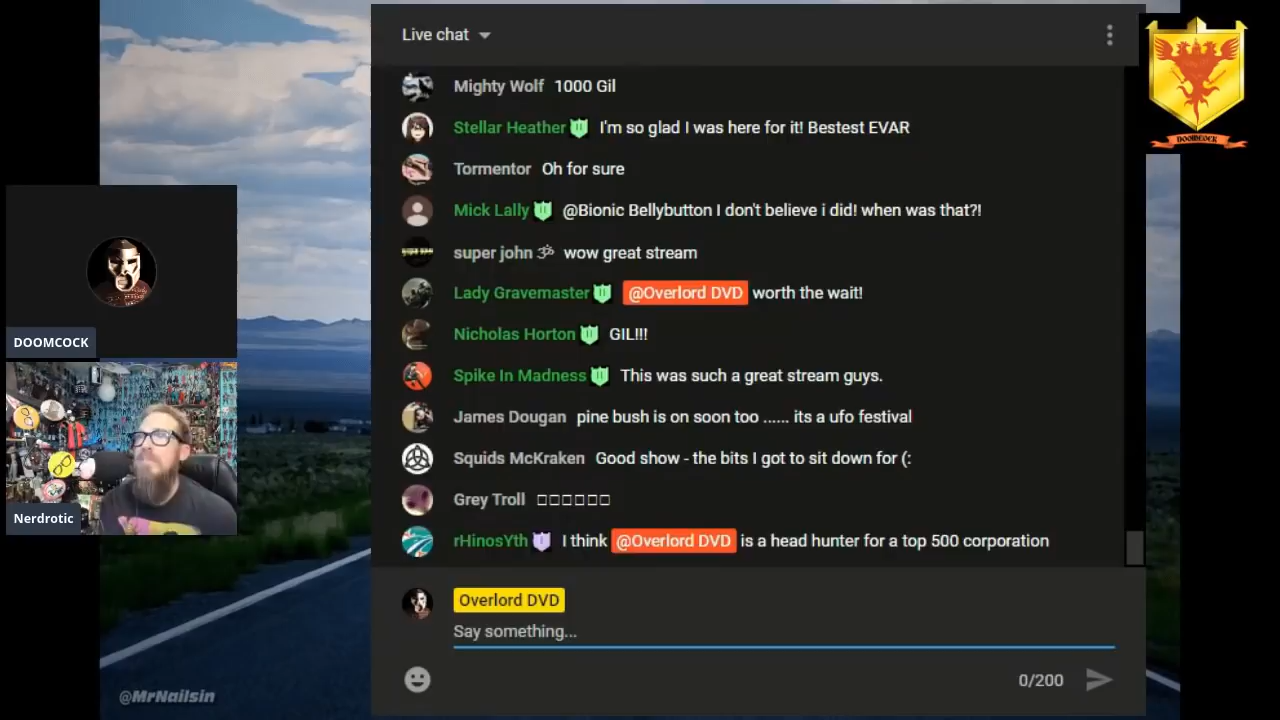 Live chat
Mighty Wolf 1000 Gil
Stellar Heather I'm so glad I was here for it! Bestest EVAR
Tormentor Oh for sure
Mick Lally @Bionic Bellybutton I don't believe i did! when was that?!
super john ૐ wow great stream
Lady Gravemaster @Overlord DVD worth the wait!
Nicholas Horton GIL!!!
Spike In Madness This was such a great stream guys.
James Dougan pine bush is on soon too ...... its a ufo festival
Squids McKraken Good show - the bits I got to sit down for (:
Grey Troll □□□□□□
rHinosYth I think @Overlord DVD is a head hunter for a top 500 corporation
Overlord DVD
Say something...
0/200
DOOMCOCK
Nerdrotic
@MrNailsin
DOOMCOCK